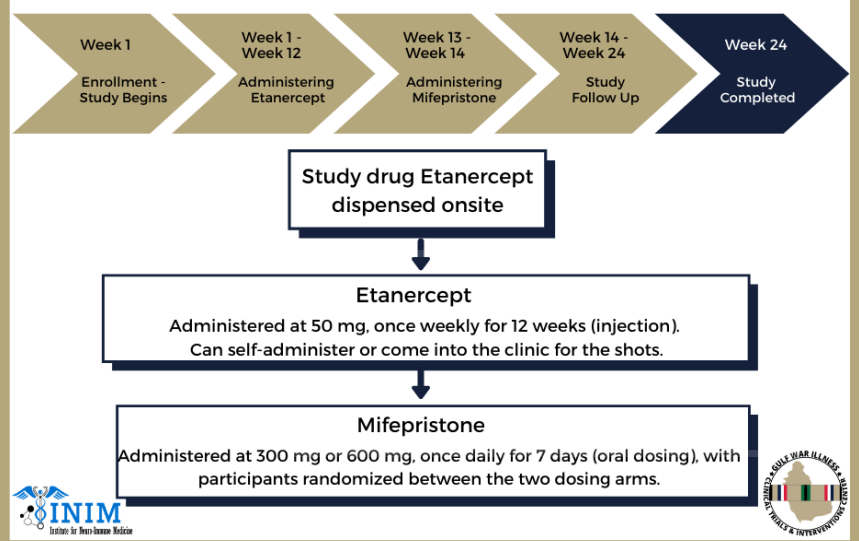 Week 1
Enrollment -
Study Begins
Week 1 -
Week 12
Administering
Etanercept
Week 13 -
Week 14
Administering
Mifepristone
Week 14 -
Week 24
Study
Follow Up
Week 24
Study
Completed
Study drug Etanercept
dispensed onsite
Etanercept
Administered at 50 mg, once weekly for 12 weeks (injection).
Can self-administer or come into the clinic for the shots.
Mifepristone
Administered at 300 mg or 600 mg, once daily for 7 days (oral dosing), with
participants randomized between the two dosing arms.
INIM
Institute for Neuro-Immune Medicine
GULF WAR ILLNESS
CLINICAL TRIALS & INTERVENTIONS CENTER